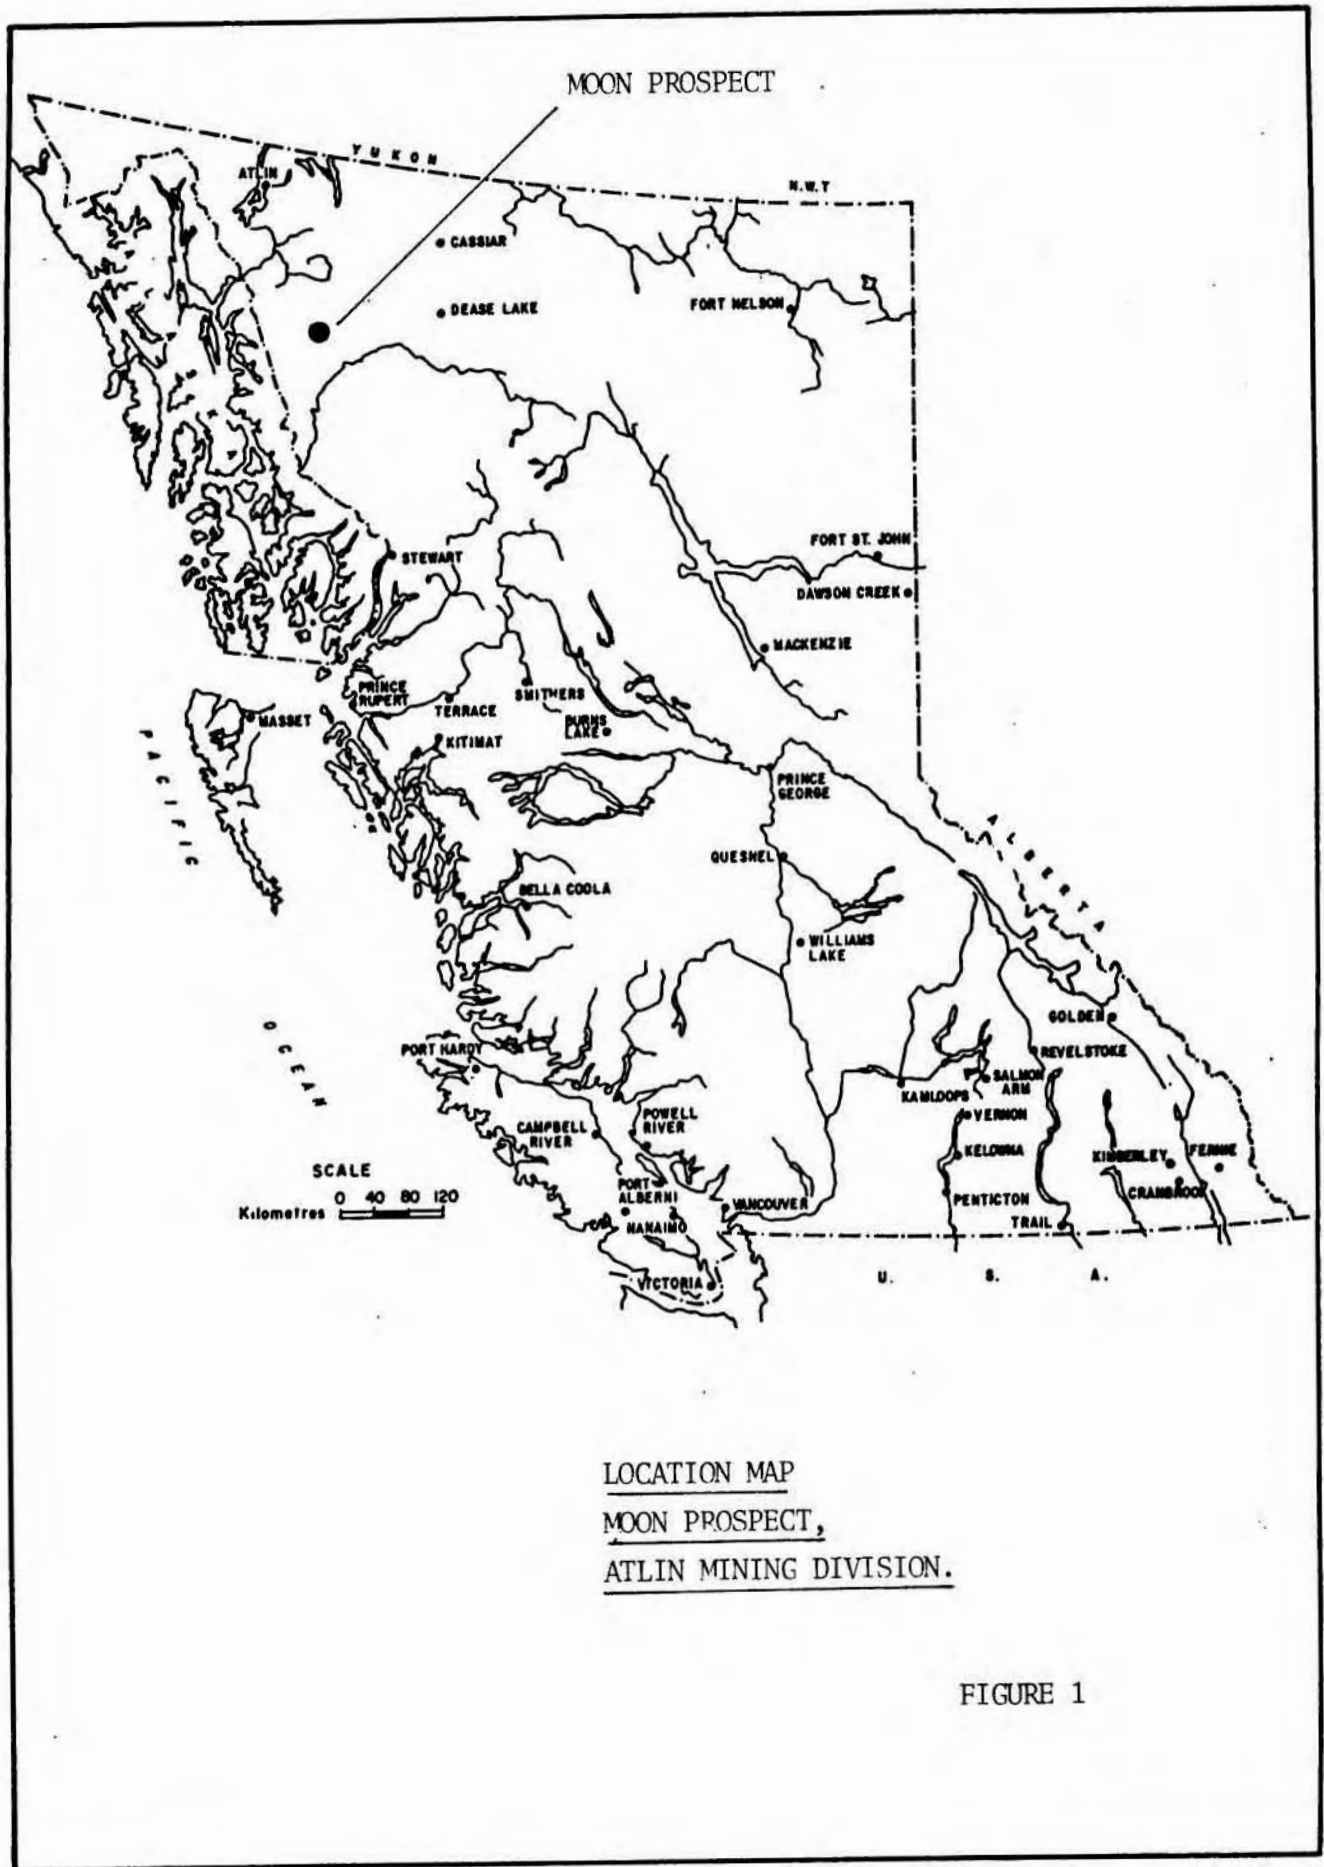 MOON PROSPECT
YUKON
N.W.T
ATLIN
CASSIAR
DEASE LAKE
FORT NELSON
STEWART
FORT ST. JOHN
DAWSON CREEK
MACKENZIE
PRINCE
RUPERT
MASSET
TERRACE
SMITHERS
BURNS
LAKE
KITIMAT
PRINCE
GEORGE
PACIFIC
ALBERTA
QUESNEL
BELLA COOLA
WILLIAMS
LAKE
OCEAN
GOLDEN
PORT HARDY
REVELSTOKE
SALMON
ARM
KAMLOOPS
VERNON
CAMPBELL
RIVER
POWELL
RIVER
KELOWNA
KIMBERLEY
FERNIE
CRANBROOK
SCALE
0 40 80 120
Kilometres
PORT
ALBERNI
NANAIMO
VANCOUVER
PENTICTON
TRAIL
VICTORIA
U. S. A.
LOCATION MAP
MOON PROSPECT,
ATLIN MINING DIVISION.
FIGURE 1